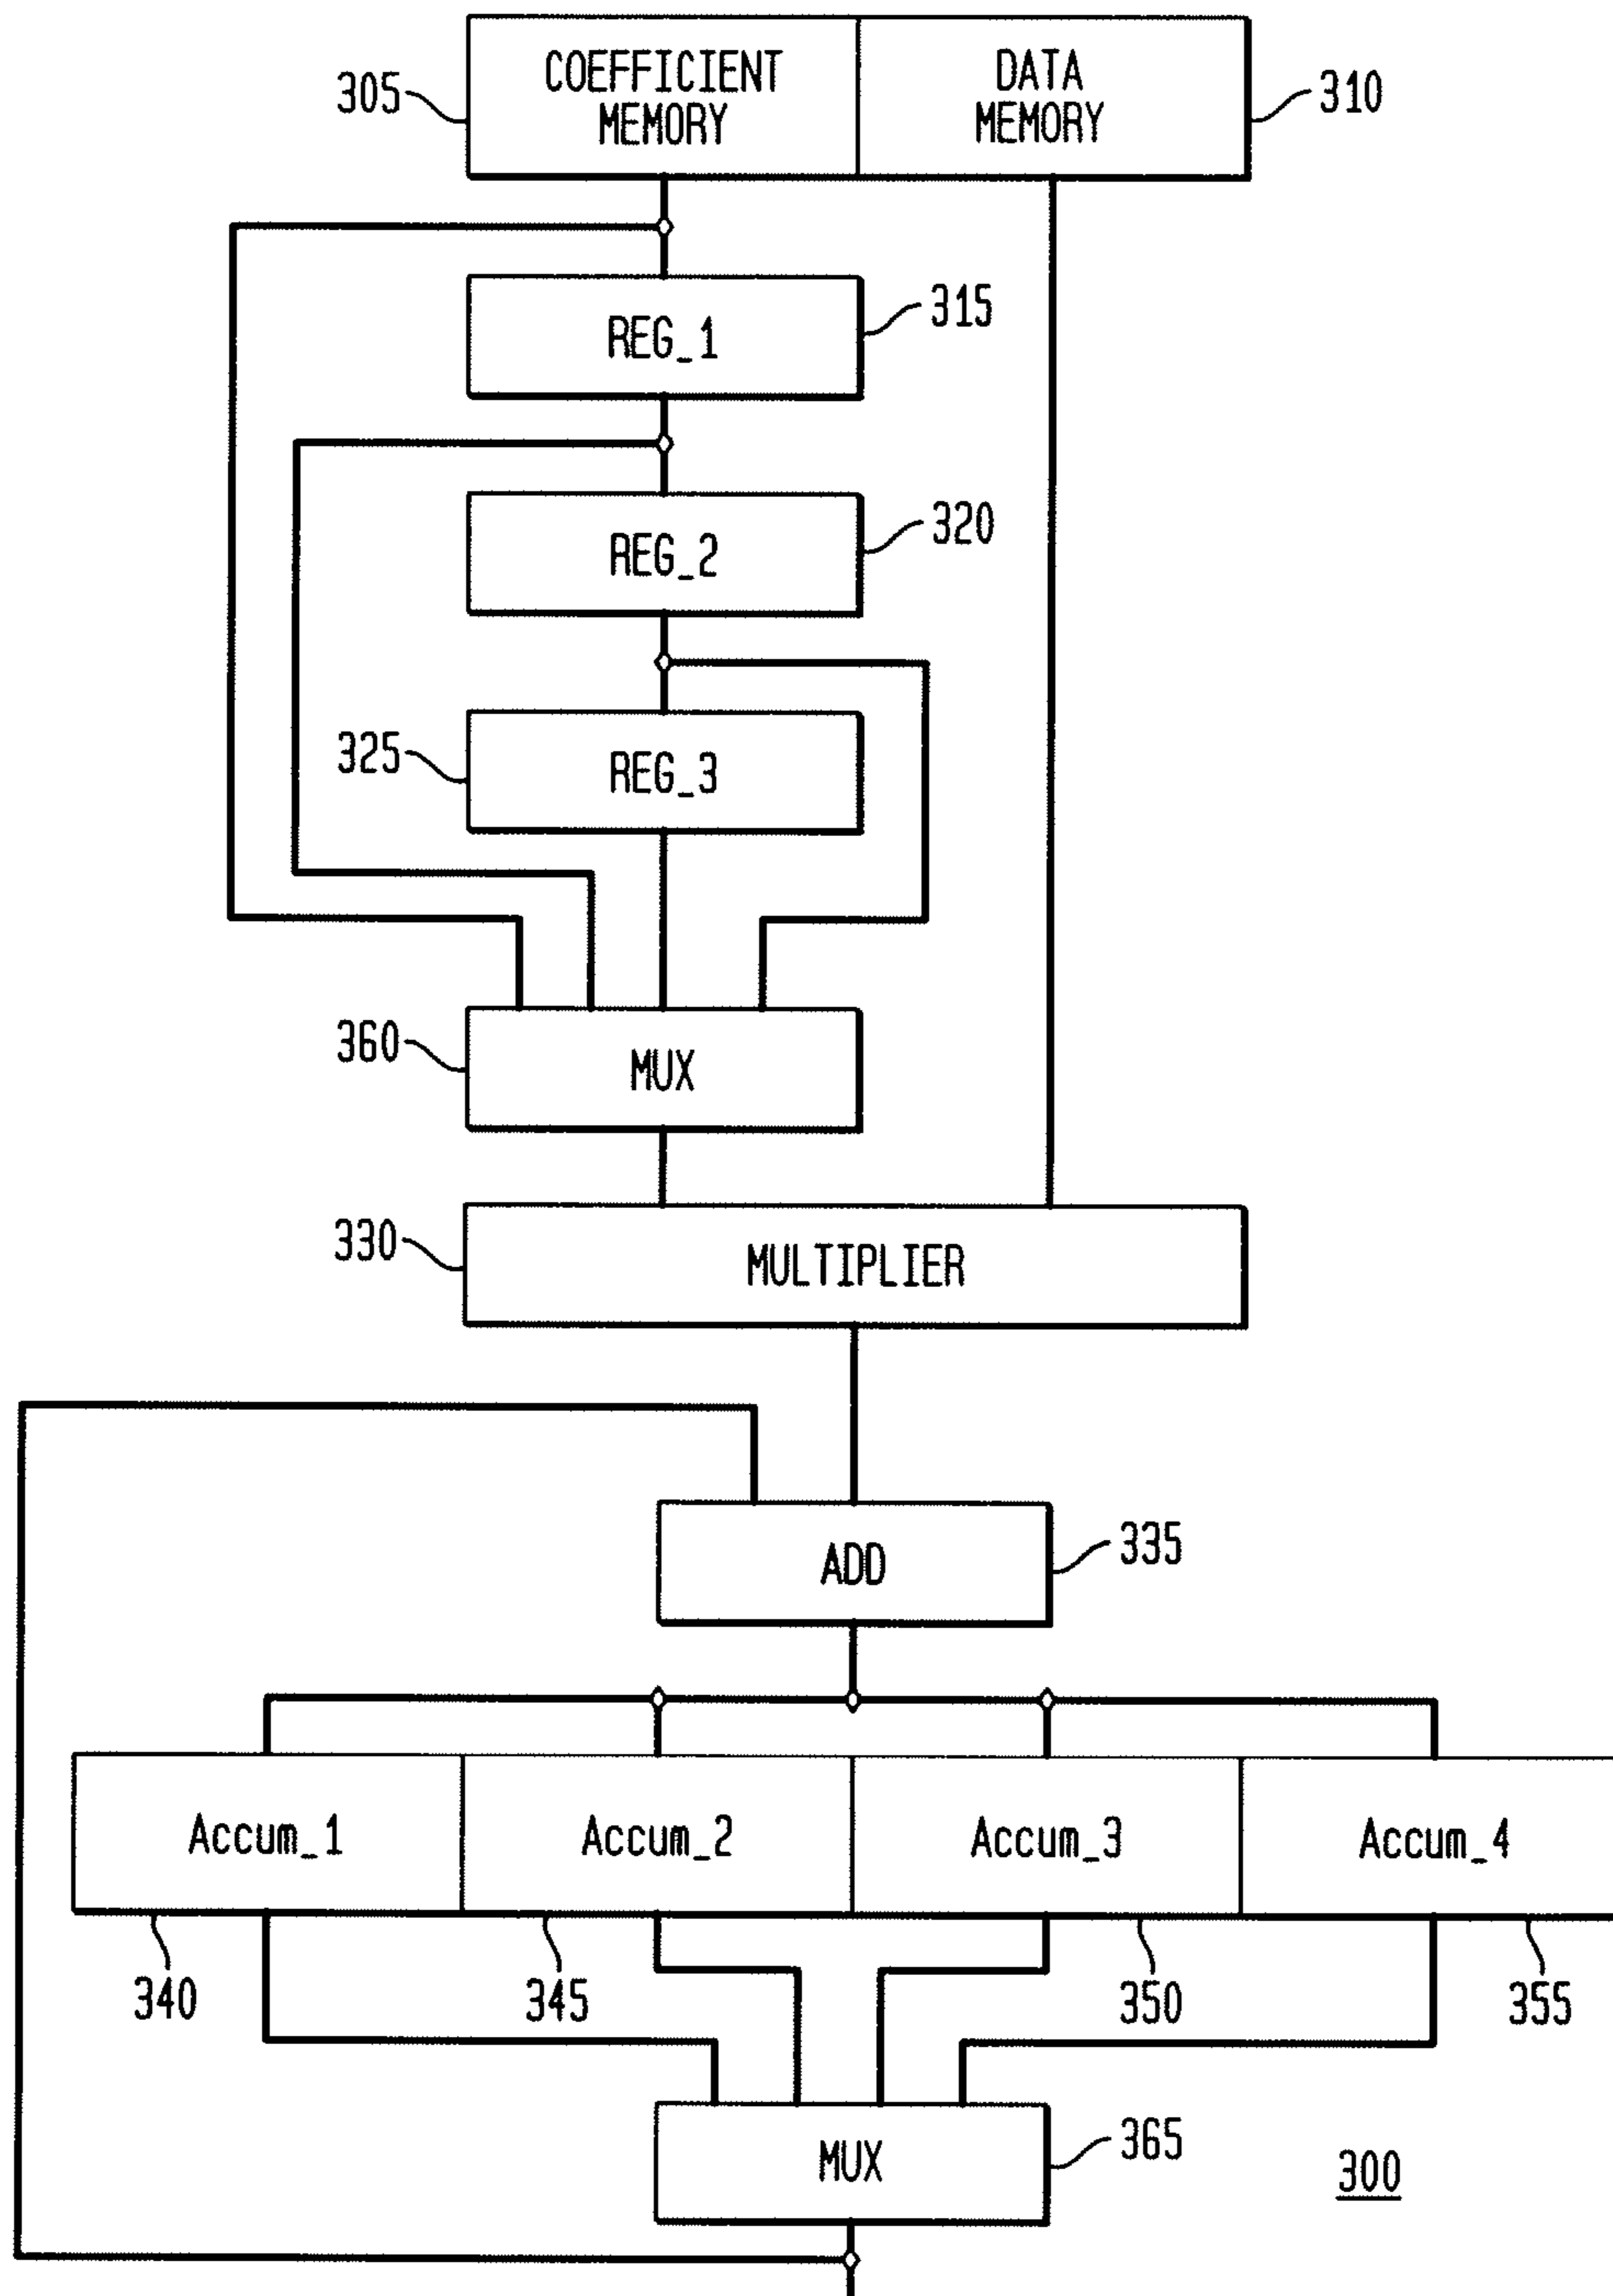 COEFFICIENT
MEMORY
DATA
MEMORY
305
310
REG_1
315
REG_2
320
REG_3
325
MUX
360
MULTIPLIER
330
ADD
335
Accum_1
Accum_2
Accum_3
Accum_4
340
345
350
355
MUX
365
300